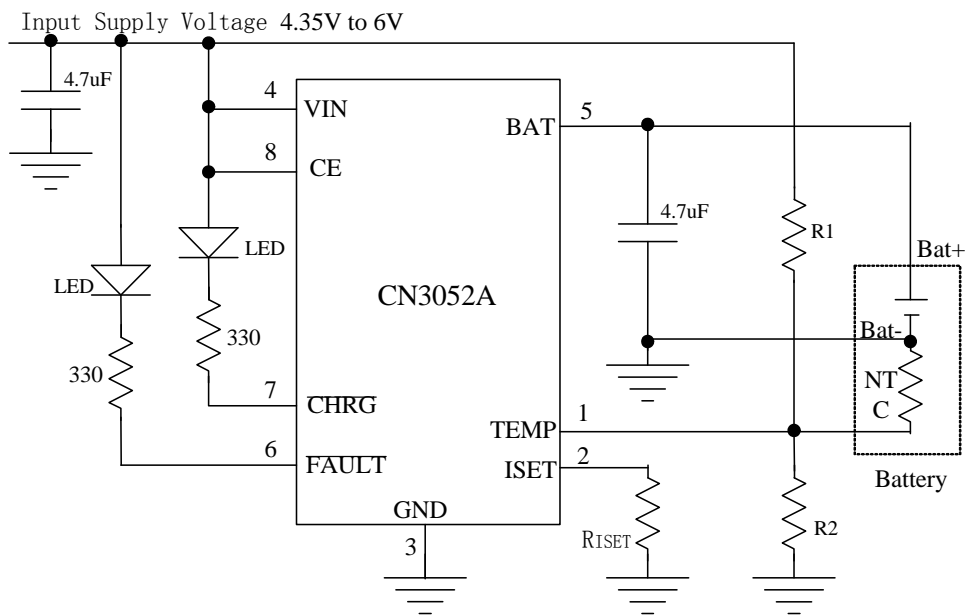 Input Supply Voltage 4.35V to 6V
4.7uF
4
VIN
5
BAT
8
CE
4.7uF
R1
LED
LED
Bat+
CN3052A
Bat-
330
330
NT
C
7
CHRG
1
TEMP
6
FAULT
2
ISET
Battery
GND
3
RISET
R2